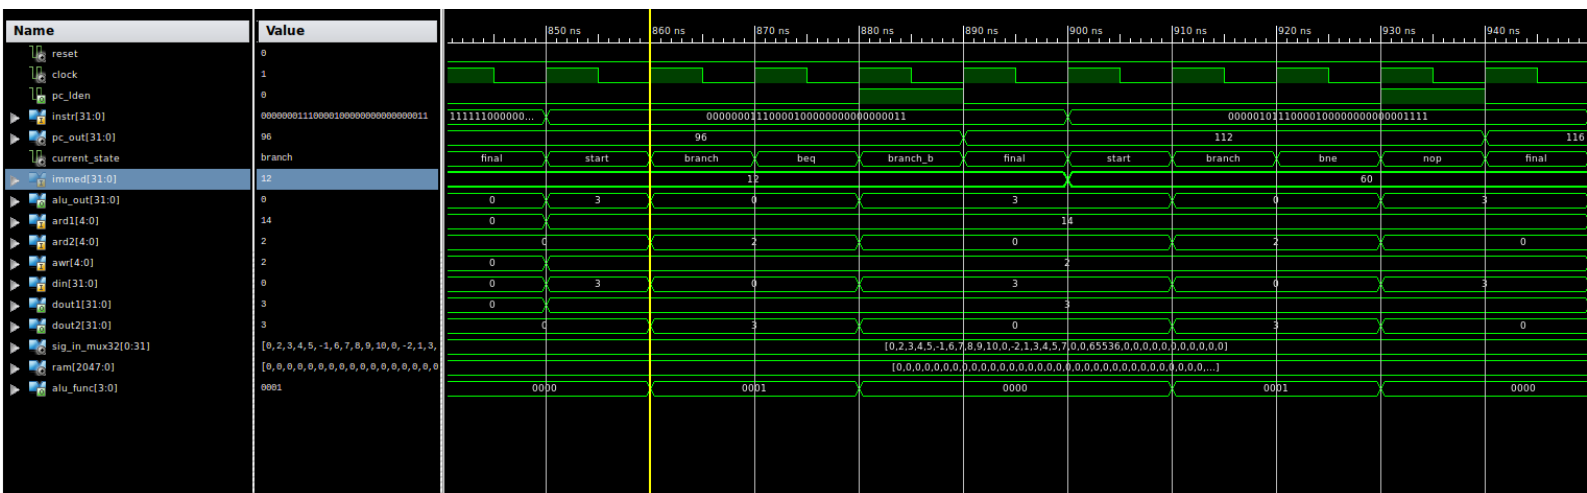 Name Value 850 ns 860 ns 870 ns 880 ns 890 ns 900 ns 910 ns 920 ns 930 ns 940 ns
reset 0
clock 1
pc_lden 0
instr[31:0] 00000001110000100000000000000011 111111000000... 00000001110000100000000000000011 00000101110000100000000000001111
pc_out[31:0] 96 96 112 116
current_state branch final start branch beq branch_b final start branch bne nop final
immed[31:0] 12 12 60
alu_out[31:0] 0 0 3 0 3 0 3
ard1[4:0] 14 0 14
ard2[4:0] 2 0 2 0 2 0
awr[4:0] 2 0 2
din[31:0] 0 0 3 0 3 0 3
dout1[31:0] 3 0 3
dout2[31:0] 3 0 3 0 3 0
sig_in_mux32[0:31] [0,2,3,4,5,-1,6,7,8,9,10,0,-2,1,3, [0,2,3,4,5,-1,6,7,8,9,10,0,-2,1,3,4,5,7,0,0,65536,0,0,0,0,0,0,0,0,0,0,0]
ram[2047:0] [0,0,0,0,0,0,0,0,0,0,0,0,0,0,0,0,0,0 [0,0,0,0,0,0,0,0,0,0,0,0,0,0,0,0,0,0,0,0,0,0,0,0,0,0,0,0,0,0,0,0,0,0,0,...]
alu_func[3:0] 0001 0000 0001 0000 0001 0000